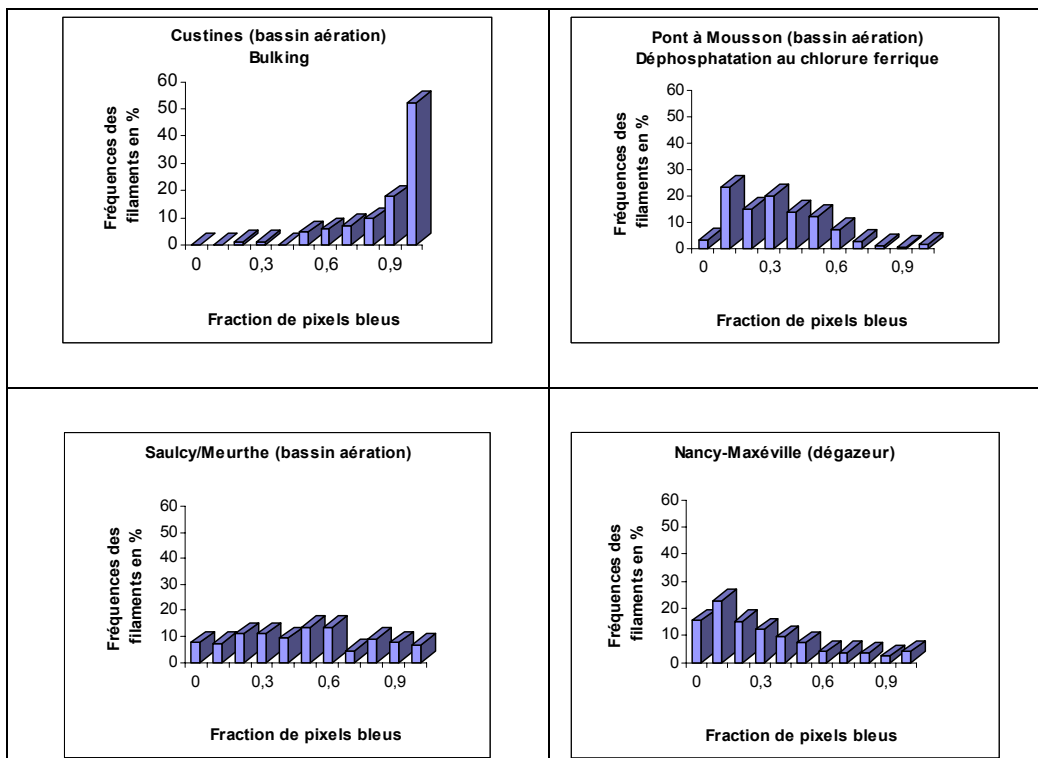 Custines (bassin aération)
Bulking
60
50
40
30
20
10
0
Fréquences des
filaments en %
0 0,3 0,6 0,9
Fraction de pixels bleus
Pont à Mousson (bassin aération)
Déphosphatation au chlorure ferrique
60
50
40
30
20
10
0
Fréquences des
filaments en %
0 0,3 0,6 0,9
Fraction de pixels bleus
Saulcy/Meurthe (bassin aération)
60
50
40
30
20
10
0
Fréquences des
filaments en %
0 0,3 0,6 0,9
Fraction de pixels bleus
Nancy-Maxéville (dégazeur)
60
50
40
30
20
10
0
Fréquences des
filaments en %
0 0,3 0,6 0,9
Fraction de pixels bleus